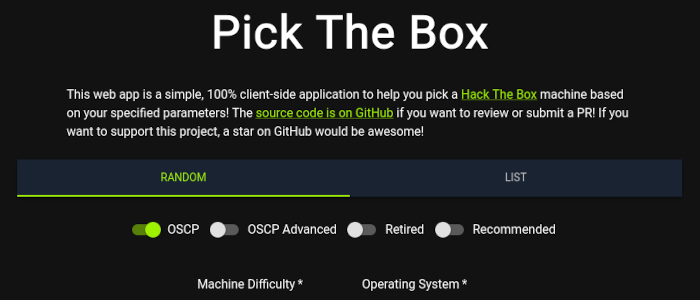 Pick The Box
This web app is a simple, 100% client-side application to help you pick a Hack The Box machine based
on your specified parameters! The source code is on GitHub if you want to review or submit a PR! If you
want to support this project, a star on GitHub would be awesome!
RANDOM LIST
OSCP OSCP Advanced Retired Recommended
Machine Difficulty * Operating System *